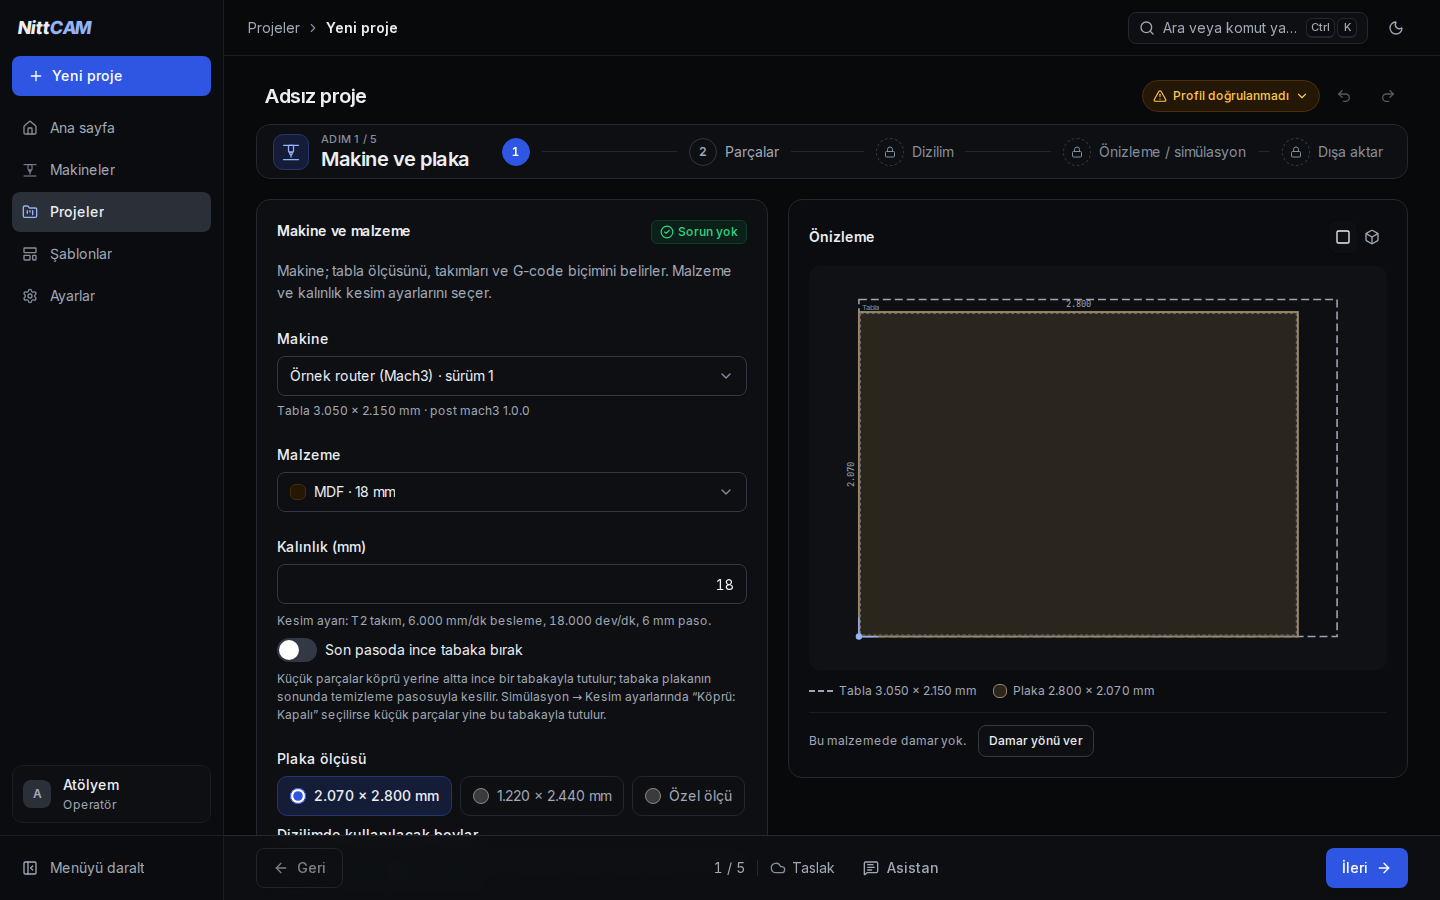 NittCAM
Yeni proje
Ana sayfa
Makineler
Projeler
Şablonlar
Ayarlar
A
Atölyem
Operatör
Menüyü daralt
Projeler
Yeni proje
Ara veya komut ya...
Ctrl
K
Adsız proje
Profil doğrulanmadı
ADIM 1 / 5
Makine ve plaka
1
2
Parçalar
Dizilim
Önizleme / simülasyon
Dışa aktar
Makine ve malzeme
Sorun yok
Makine; tabla ölçüsünü, takımları ve G-code biçimini belirler. Malzeme
ve kalınlık kesim ayarlarını seçer.
Makine
Örnek router (Mach3) · sürüm 1
Tabla 3.050 × 2.150 mm · post mach3 1.0.0
Malzeme
MDF · 18 mm
Kalınlık (mm)
18
Kesim ayarı: T2 takım, 6.000 mm/dk besleme, 18.000 dev/dk, 6 mm paso.
Son pasoda ince tabaka bırak
Küçük parçalar köprü yerine altta ince bir tabakayla tutulur; tabaka plakanın
sonunda temizleme pasosuyla kesilir. Simülasyon → Kesim ayarlarında “Köprü:
Kapalı” seçilirse küçük parçalar yine bu tabakayla tutulur.
Plaka ölçüsü
2.070 × 2.800 mm
1.220 × 2.440 mm
Özel ölçü
Dizilimde kullanılacak boylar
Önizleme
2.800
Tabla
2.070
Tabla 3.050 × 2.150 mm
Plaka 2.800 × 2.070 mm
Bu malzemede damar yok.
Damar yönü ver
Geri
1 / 5
Taslak
Asistan
İleri